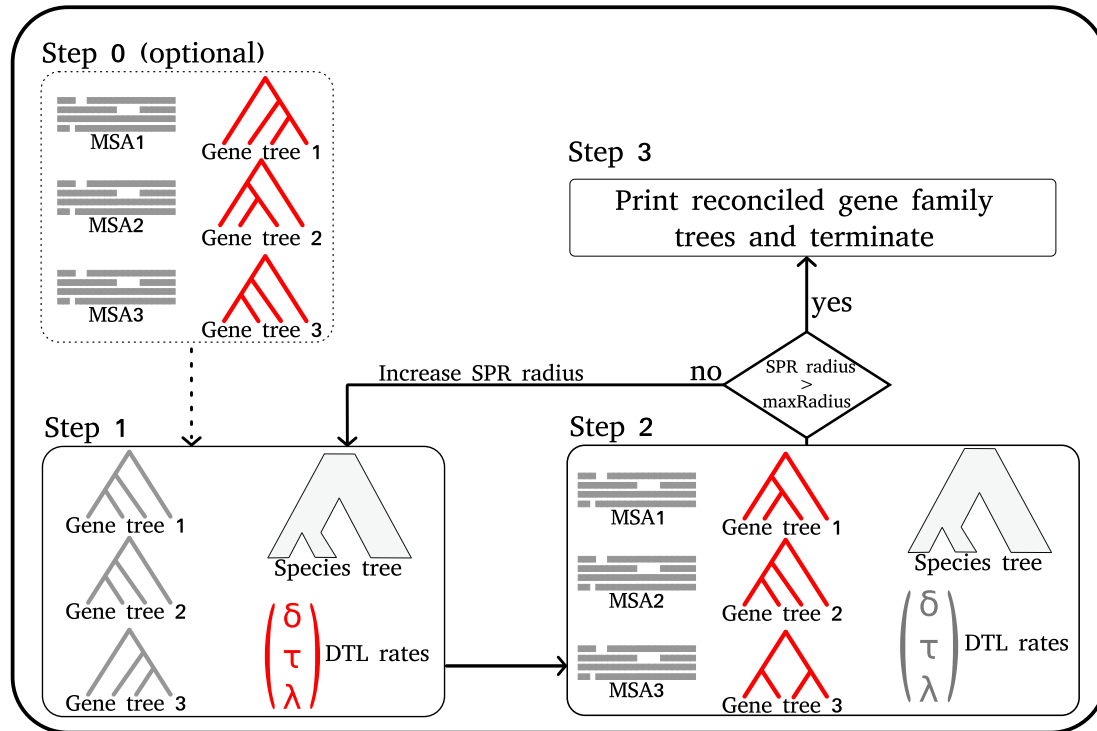 Step 0 (optional)
MSA1
Gene tree 1
MSA2
Gene tree 2
MSA3
Gene tree 3
Step 3
Print reconciled gene family
trees and terminate
yes
SPR radius
>
maxRadius
no
Increase SPR radius
Step 1
Gene tree 1
Gene tree 2
Gene tree 3
Species tree
δ
τ
λ
DTL rates
Step 2
MSA1
Gene tree 1
MSA2
Gene tree 2
MSA3
Gene tree 3
Species tree
δ
τ
λ
DTL rates